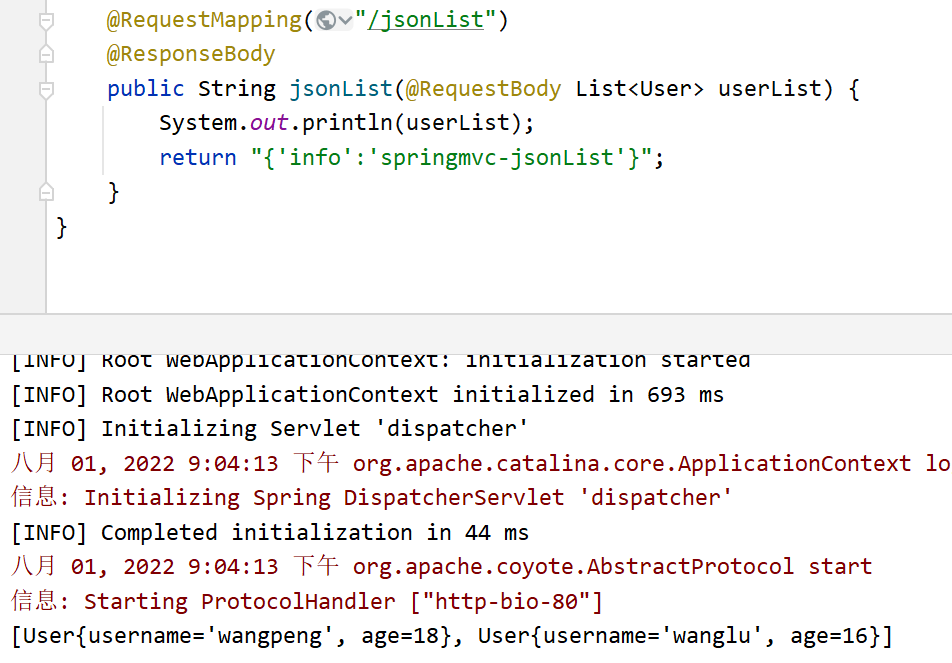 @RequestMapping("/jsonList")
@ResponseBody
public String jsonList(@RequestBody List<User> userList) {
System.out.println(userList);
return "{'info':'springmvc-jsonList'}";
}
}
[INFO] Root WebApplicationContext: initialization started
[INFO] Root WebApplicationContext initialized in 693 ms
[INFO] Initializing Servlet 'dispatcher'
八月 01, 2022 9:04:13 下午 org.apache.catalina.core.ApplicationContext lo
信息: Initializing Spring DispatcherServlet 'dispatcher'
[INFO] Completed initialization in 44 ms
八月 01, 2022 9:04:13 下午 org.apache.coyote.AbstractProtocol start
信息: Starting ProtocolHandler ["http-bio-80"]
[User{username='wangpeng', age=18}, User{username='wanglu', age=16}]